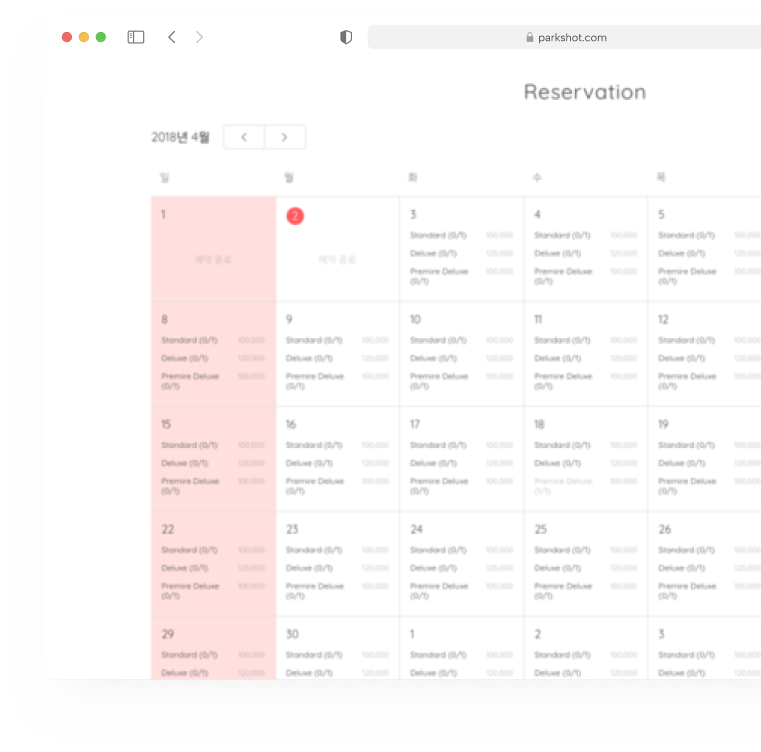 parkshot.com
Reservation
2018년 4월
일 월 화 수 목
1 2 3 4 5
예약 종료 예약 종료
Standard (0/1) 100,000 Standard (0/1) 100,000 Standard (0/1) 100,000
Deluxe (0/1) 120,000 Deluxe (0/1) 120,000 Deluxe (0/1) 120,000
Premire Deluxe 100,000 Premire Deluxe 100,000 Premire Deluxe 100,000
(0/1) (0/1) (0/1)
8 9 10 11 12
Standard (0/1) 100,000 Standard (0/1) 100,000 Standard (0/1) 100,000 Standard (0/1) 100,000 Standard (0/1) 100,000
Deluxe (0/1) 120,000 Deluxe (0/1) 120,000 Deluxe (0/1) 120,000 Deluxe (0/1) 120,000 Deluxe (0/1) 120,000
Premire Deluxe 100,000 Premire Deluxe 100,000 Premire Deluxe 100,000 Premire Deluxe 100,000 Premire Deluxe 100,000
(0/1) (0/1) (0/1) (0/1) (0/1)
15 16 17 18 19
Standard (0/1) 100,000 Standard (0/1) 100,000 Standard (0/1) 100,000 Standard (0/1) 100,000 Standard (0/1) 100,000
Deluxe (0/1) 120,000 Deluxe (0/1) 120,000 Deluxe (0/1) 120,000 Deluxe (0/1) 120,000 Deluxe (0/1) 120,000
Premire Deluxe 100,000 Premire Deluxe 100,000 Premire Deluxe 100,000 Premire Deluxe 100,000 Premire Deluxe 100,000
(0/1) (0/1) (0/1) (1/1) (0/1)
22 23 24 25 26
Standard (0/1) 100,000 Standard (0/1) 100,000 Standard (0/1) 100,000 Standard (0/1) 100,000 Standard (0/1) 100,000
Deluxe (0/1) 120,000 Deluxe (0/1) 120,000 Deluxe (0/1) 120,000 Deluxe (0/1) 120,000 Deluxe (0/1) 120,000
Premire Deluxe 100,000 Premire Deluxe 100,000 Premire Deluxe 100,000 Premire Deluxe 100,000 Premire Deluxe 100,000
(0/1) (0/1) (0/1) (0/1) (0/1)
29 30 1 2 3
Standard (0/1) 100,000 Standard (0/1) 100,000 Standard (0/1) 100,000 Standard (0/1) 100,000 Standard (0/1) 100,000
Deluxe (0/1) 120,000 Deluxe (0/1) 120,000 Deluxe (0/1) 120,000 Deluxe (0/1) 120,000 Deluxe (0/1) 120,000